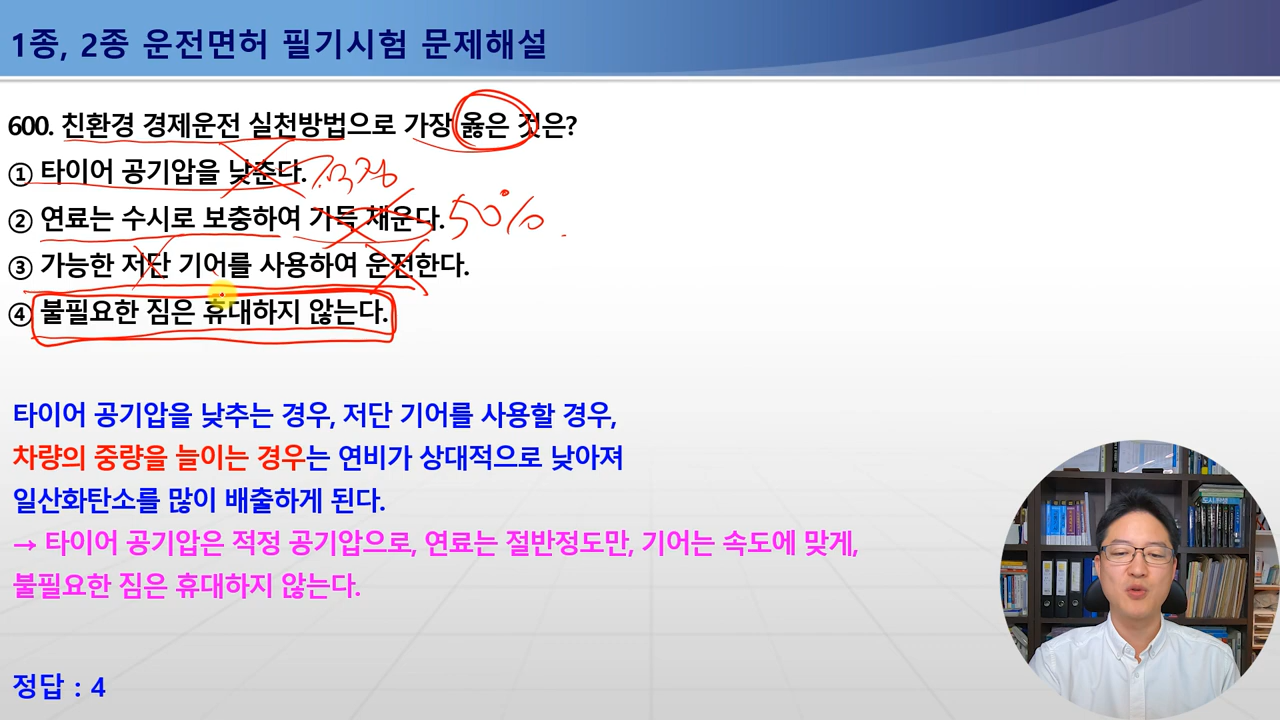 1종, 2종 운전면허 필기시험 문제해설
600. 친환경 경제운전 실천방법으로 가장 옳은 것은?
① 타이어 공기압을 낮춘다.
② 연료는 수시로 보충하여 가득 채운다. 50%
③ 가능한 저단 기어를 사용하여 운전한다.
④ 불필요한 짐은 휴대하지 않는다.
타이어 공기압을 낮추는 경우, 저단 기어를 사용할 경우,
차량의 중량을 늘이는 경우는 연비가 상대적으로 낮아져
일산화탄소를 많이 배출하게 된다.
→ 타이어 공기압은 적정 공기압으로, 연료는 절반정도만, 기어는 속도에 맞게,
불필요한 짐은 휴대하지 않는다.
정답 : 4